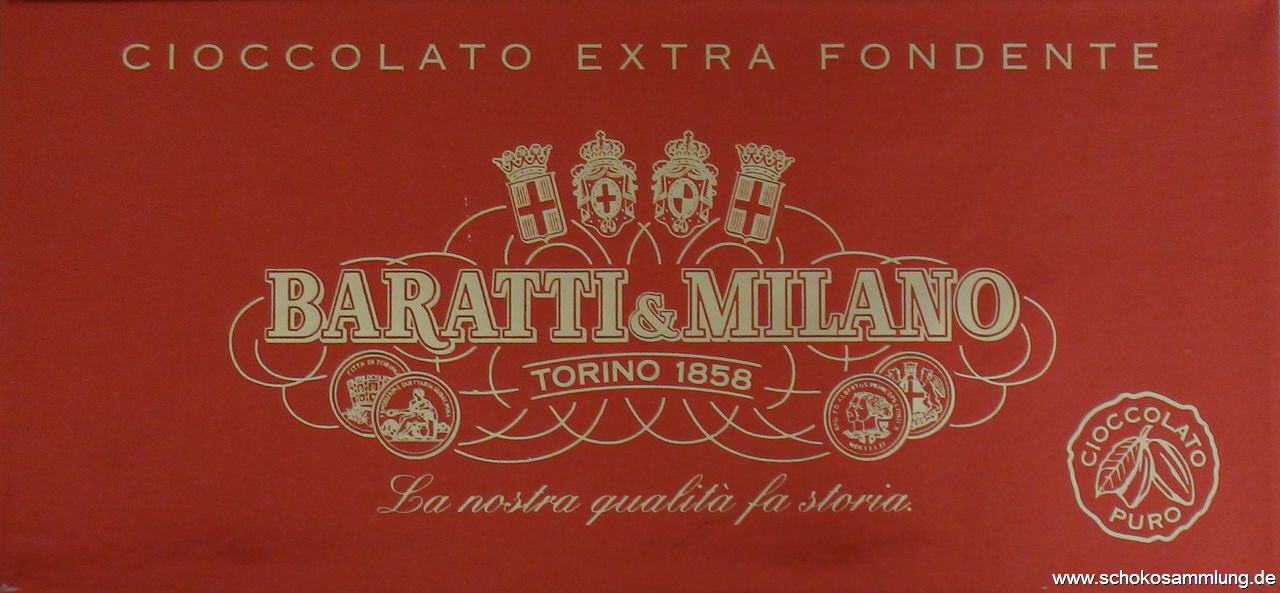 CIOCCOLATO EXTRA FONDENTE
BARATTI & MILANO
TORINO 1858
La nostra qualità fa storia.
CIOCCOLATO
PURO
www.schokosammlung.de